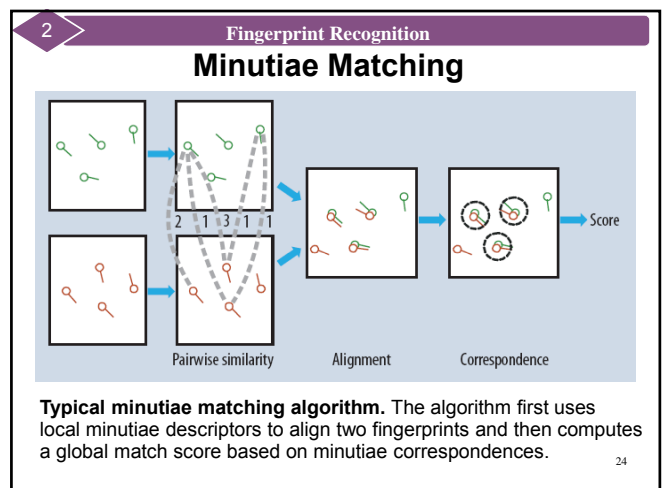 2
Fingerprint Recognition
Minutiae Matching
2 1 3 1 1
Score
Pairwise similarity Alignment Correspondence
Typical minutiae matching algorithm. The algorithm first uses
local minutiae descriptors to align two fingerprints and then computes
a global match score based on minutiae correspondences.
24